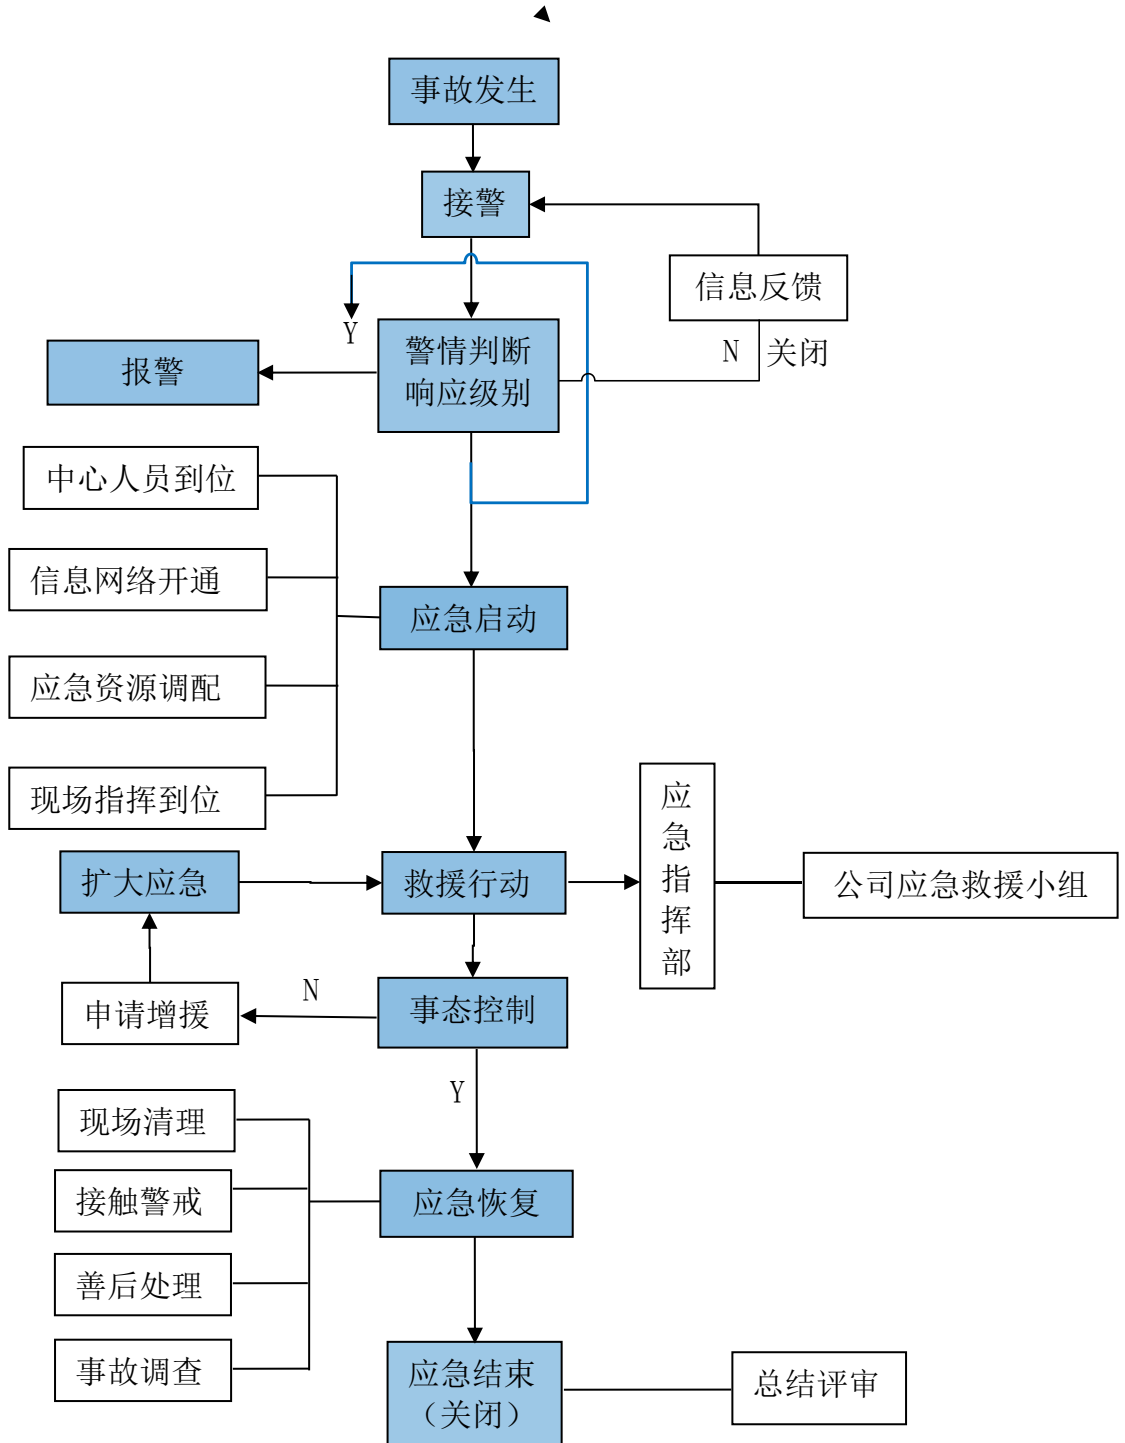 事故发生
接警
信息反馈
Y
N 关闭
警情判断
响应级别
报警
中心人员到位
信息网络开通
应急启动
应急资源调配
现场指挥到位
应
急
指
挥
部
扩大应急
救援行动
公司应急救援小组
申请增援
N
事态控制
Y
现场清理
接触警戒
应急恢复
善后处理
事故调查
应急结束
（关闭）
总结评审